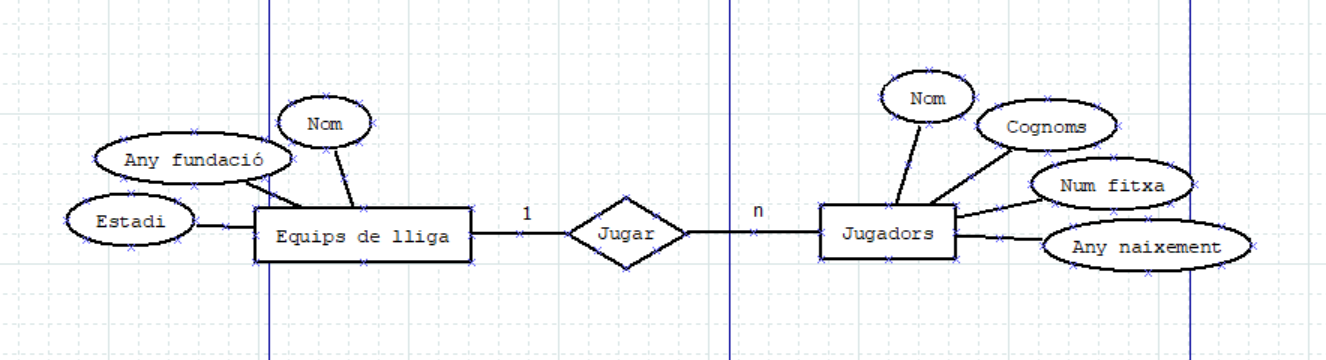 Nom
Any fundació
Estadi
Equips de lliga
1
Jugar
n
Nom
Cognoms
Num fitxa
Jugadors
Any naixement